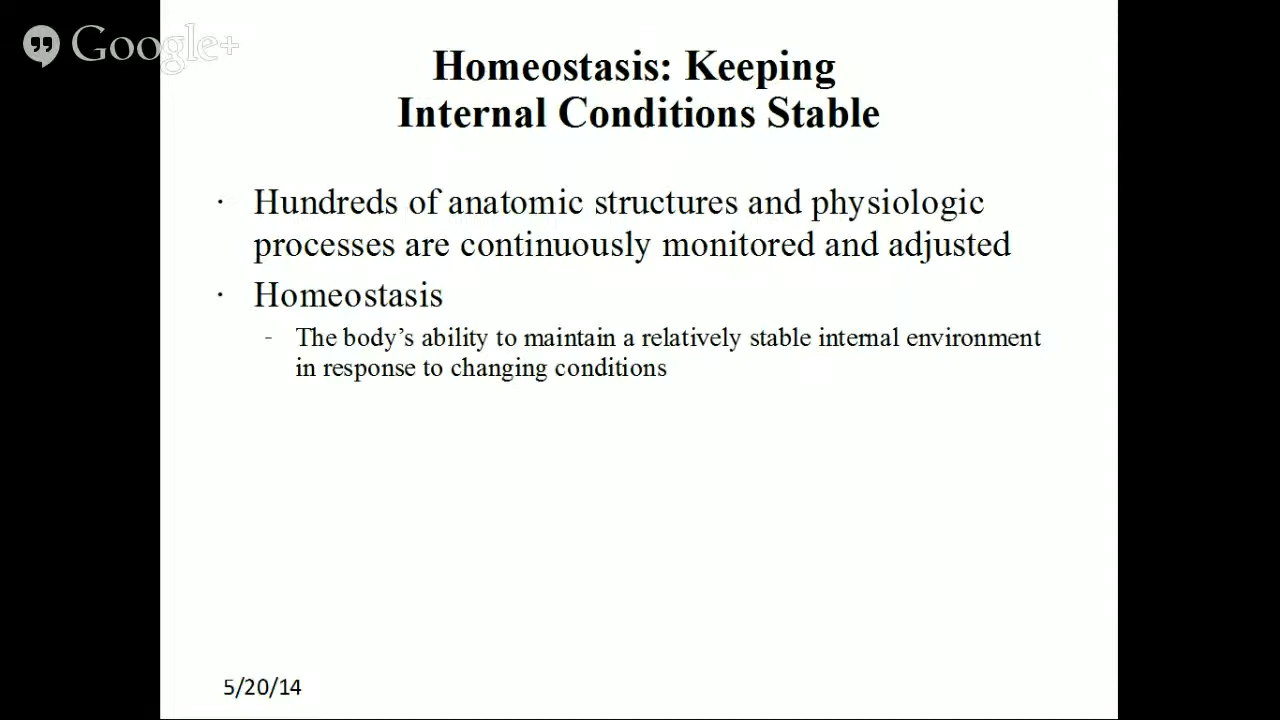 Google+
Homeostasis: Keeping
Internal Conditions Stable
· Hundreds of anatomic structures and physiologic
processes are continuously monitored and adjusted
· Homeostasis
- The body’s ability to maintain a relatively stable internal environment
in response to changing conditions
5/20/14